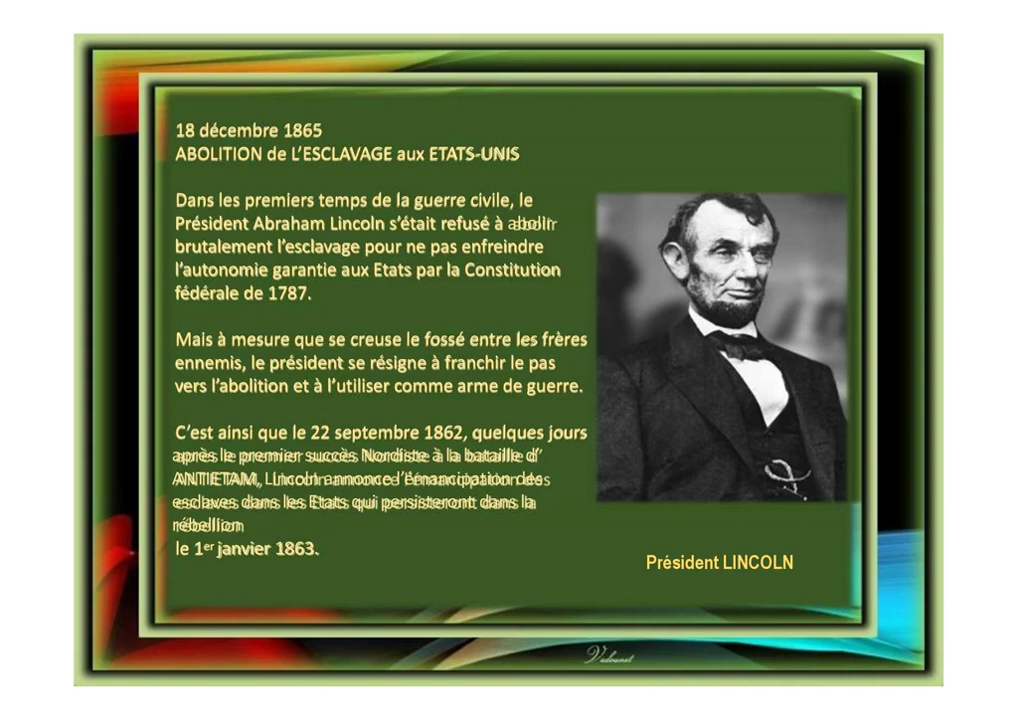 18 décembre 1865
ABOLITION de L’ESCLAVAGE aux ETATS-UNIS
Dans les premiers temps de la guerre civile, le
Président Abraham Lincoln s’était refusé à abolir
brutalement l’esclavage pour ne pas enfreindre
l’autonomie garantie aux Etats par la Constitution
fédérale de 1787.
Mais à mesure que se creuse le fossé entre les frères
ennemis, le président se résigne à franchir le pas
vers l’abolition et à l’utiliser comme arme de guerre.
C’est ainsi que le 22 septembre 1862, quelques jours
après le premier succès Nordiste à la bataille d’
ANTIETAM, Lincoln annonce l’émancipation des
esclaves dans les Etats qui persisteront dans la
rébellion
le 1er janvier 1863.
Président LINCOLN